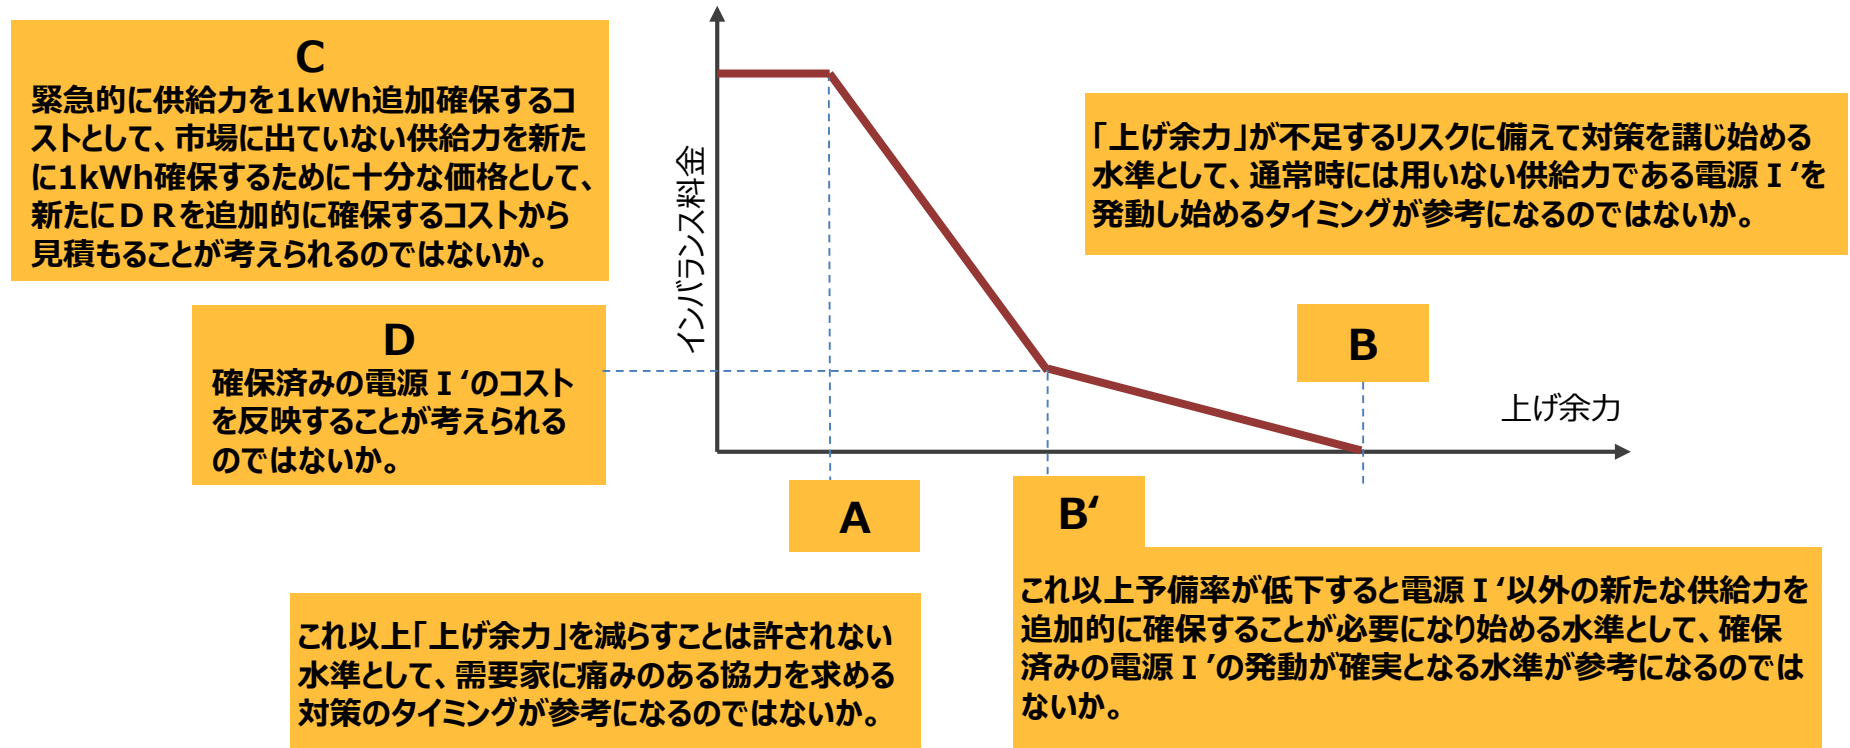 C
緊急的に供給力を1kWh追加確保するコ
ストとして、市場に出ていない供給力を新た
に1kWh確保するために十分な価格として、
新たにＤＲを追加的に確保するコストから
見積もることが考えられるのではないか。
D
確保済みの電源Ⅰ‘のコスト
を反映することが考えられる
のではないか。
インバランス料金
「上げ余力」が不足するリスクに備えて対策を講じ始める
水準として、通常時には用いない供給力である電源Ⅰ‘を
発動し始めるタイミングが参考になるのではないか。
B
上げ余力
A
これ以上「上げ余力」を減らすことは許されない
水準として、需要家に痛みのある協力を求める
対策のタイミングが参考になるのではないか。
B‘
これ以上予備率が低下すると電源Ⅰ‘以外の新たな供給力を
追加的に確保することが必要になり始める水準として、確保
済みの電源Ⅰ’の発動が確実となる水準が参考になるのでは
ないか。